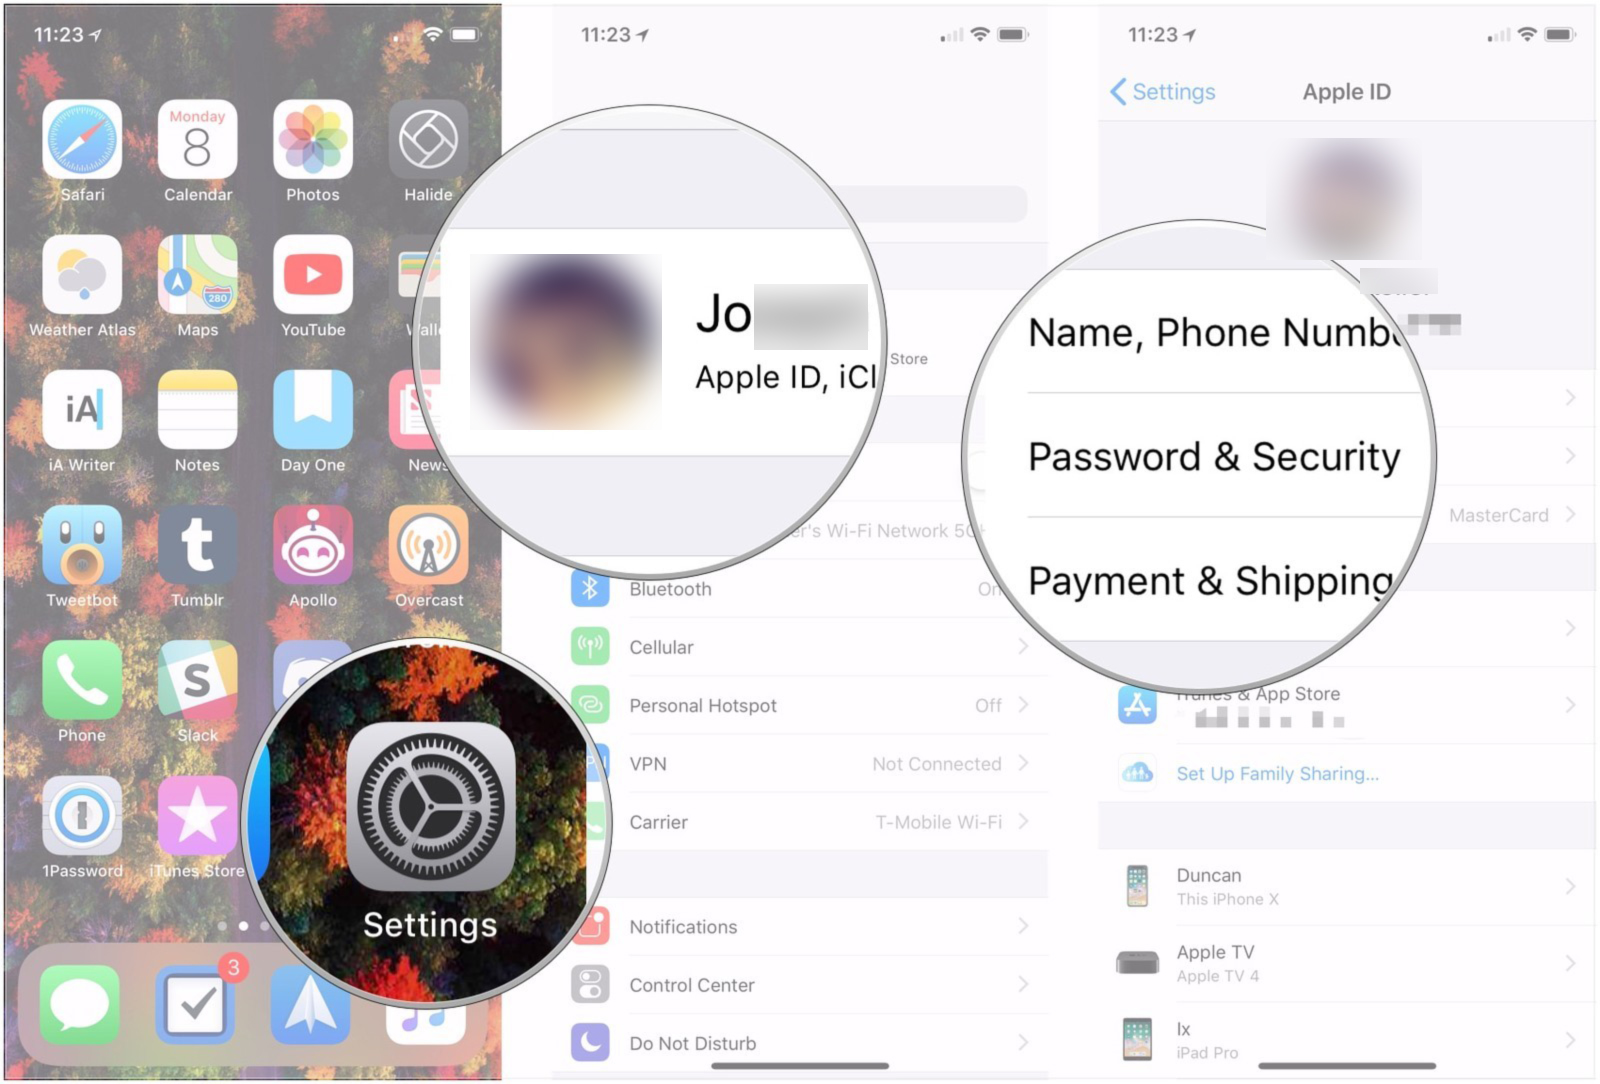 11:23
Safari
Monday
8
Calendar
Photos
Halide
Weather Atlas
280
Maps
YouTube
iA
iA Writer
Notes
Day One
News
Tweetbot
t
Tumblr
Apollo
Overcast
Phone
S
Slack
1Password
iTunes Store
Settings
3
11:23
Jo
Apple ID, iCl
Store
er's Wi-Fi Network 5G
Bluetooth
On
Cellular
Personal Hotspot
Off
VPN
Not Connected
Carrier
T-Mobile Wi-Fi
Notifications
Control Center
Do Not Disturb
11:23
Settings
Apple ID
Name, Phone Numb
Password & Security
Payment & Shipping
MasterCard
iTunes & App Store
Set Up Family Sharing...
Duncan
This iPhone X
Apple TV
Apple TV 4
Ix
iPad Pro